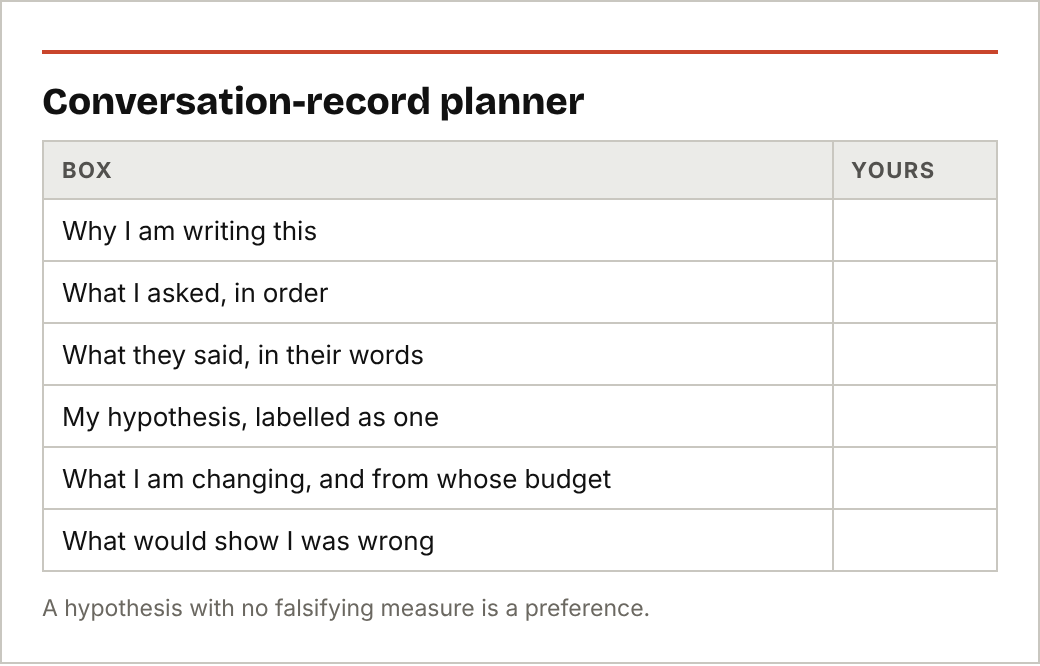 Conversation-record planner
BOX YOURS
Why I am writing this
What I asked, in order
What they said, in their words
My hypothesis, labelled as one
What I am changing, and from whose budget
What would show I was wrong
A hypothesis with no falsifying measure is a preference.